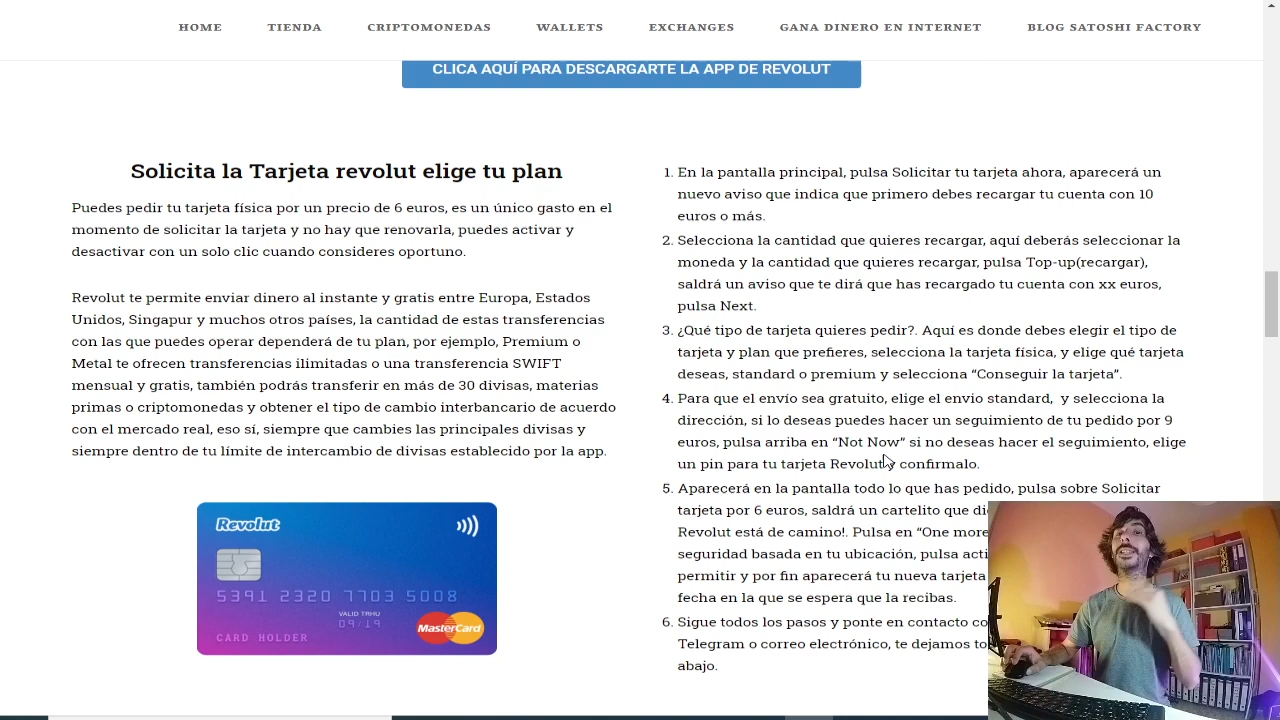 HOME TIENDA CRIPTOMONEDAS WALLETS EXCHANGES GANA DINERO EN INTERNET BLOG SATOSHI FACTORY
CLICA AQUÍ PARA DESCARGARTE LA APP DE REVOLUT
Solicita la Tarjeta revolut elige tu plan
Puedes pedir tu tarjeta física por un precio de 6 euros, es un único gasto en el
momento de solicitar la tarjeta y no hay que renovarla, puedes activar y
desactivar con un solo clic cuando consideres oportuno.
Revolut te permite enviar dinero al instante y gratis entre Europa, Estados
Unidos, Singapur y muchos otros países, la cantidad de estas transferencias
con las que puedes operar dependerá de tu plan, por ejemplo, Premium o
Metal te ofrecen transferencias ilimitadas o una transferencia SWIFT
mensual y gratis, también podrás transferir en más de 30 divisas, materias
primas o criptomonedas y obtener el tipo de cambio interbancario de acuerdo
con el mercado real, eso sí, siempre que cambies las principales divisas y
siempre dentro de tu límite de intercambio de divisas establecido por la app.
Revolut
5391 2320 7703 5008
VALID TRHU
09/19
CARD HOLDER
MasterCard
1. En la pantalla principal, pulsa Solicitar tu tarjeta ahora, aparecerá un
nuevo aviso que indica que primero debes recargar tu cuenta con 10
euros o más.
2. Selecciona la cantidad que quieres recargar, aquí deberás seleccionar la
moneda y la cantidad que quieres recargar, pulsa Top-up(recargar),
saldrá un aviso que te dirá que has recargado tu cuenta con xx euros,
pulsa Next.
3. ¿Qué tipo de tarjeta quieres pedir?. Aqui es donde debes elegir el tipo de
tarjeta y plan que prefieres, selecciona la tarjeta física, y elige qué tarjeta
deseas, standard o premium y selecciona “Conseguir la tarjeta”.
4. Para que el envío sea gratuito, elige el envio standard, y selecciona la
dirección, si lo deseas puedes hacer un seguimiento de tu pedido por 9
euros, pulsa arriba en “Not Now” si no deseas hacer el seguimiento, elige
un pin para tu tarjeta Revolut y confirmalo.
5. Aparecerá en la pantalla todo lo que has pedido, pulsa sobre Solicitar
tarjeta por 6 euros, saldrá un cartelito que
Revolut está de camino!. Pulsa en “One more
seguridad basada en tu ubicación, pulsa
permitir y por fin aparecerá tu nueva tarjeta
fecha en la que se espera que la recibas.
6. Sigue todos los pasos y ponte en contacto
Telegram o correo electrónico, te dejamos
abajo.